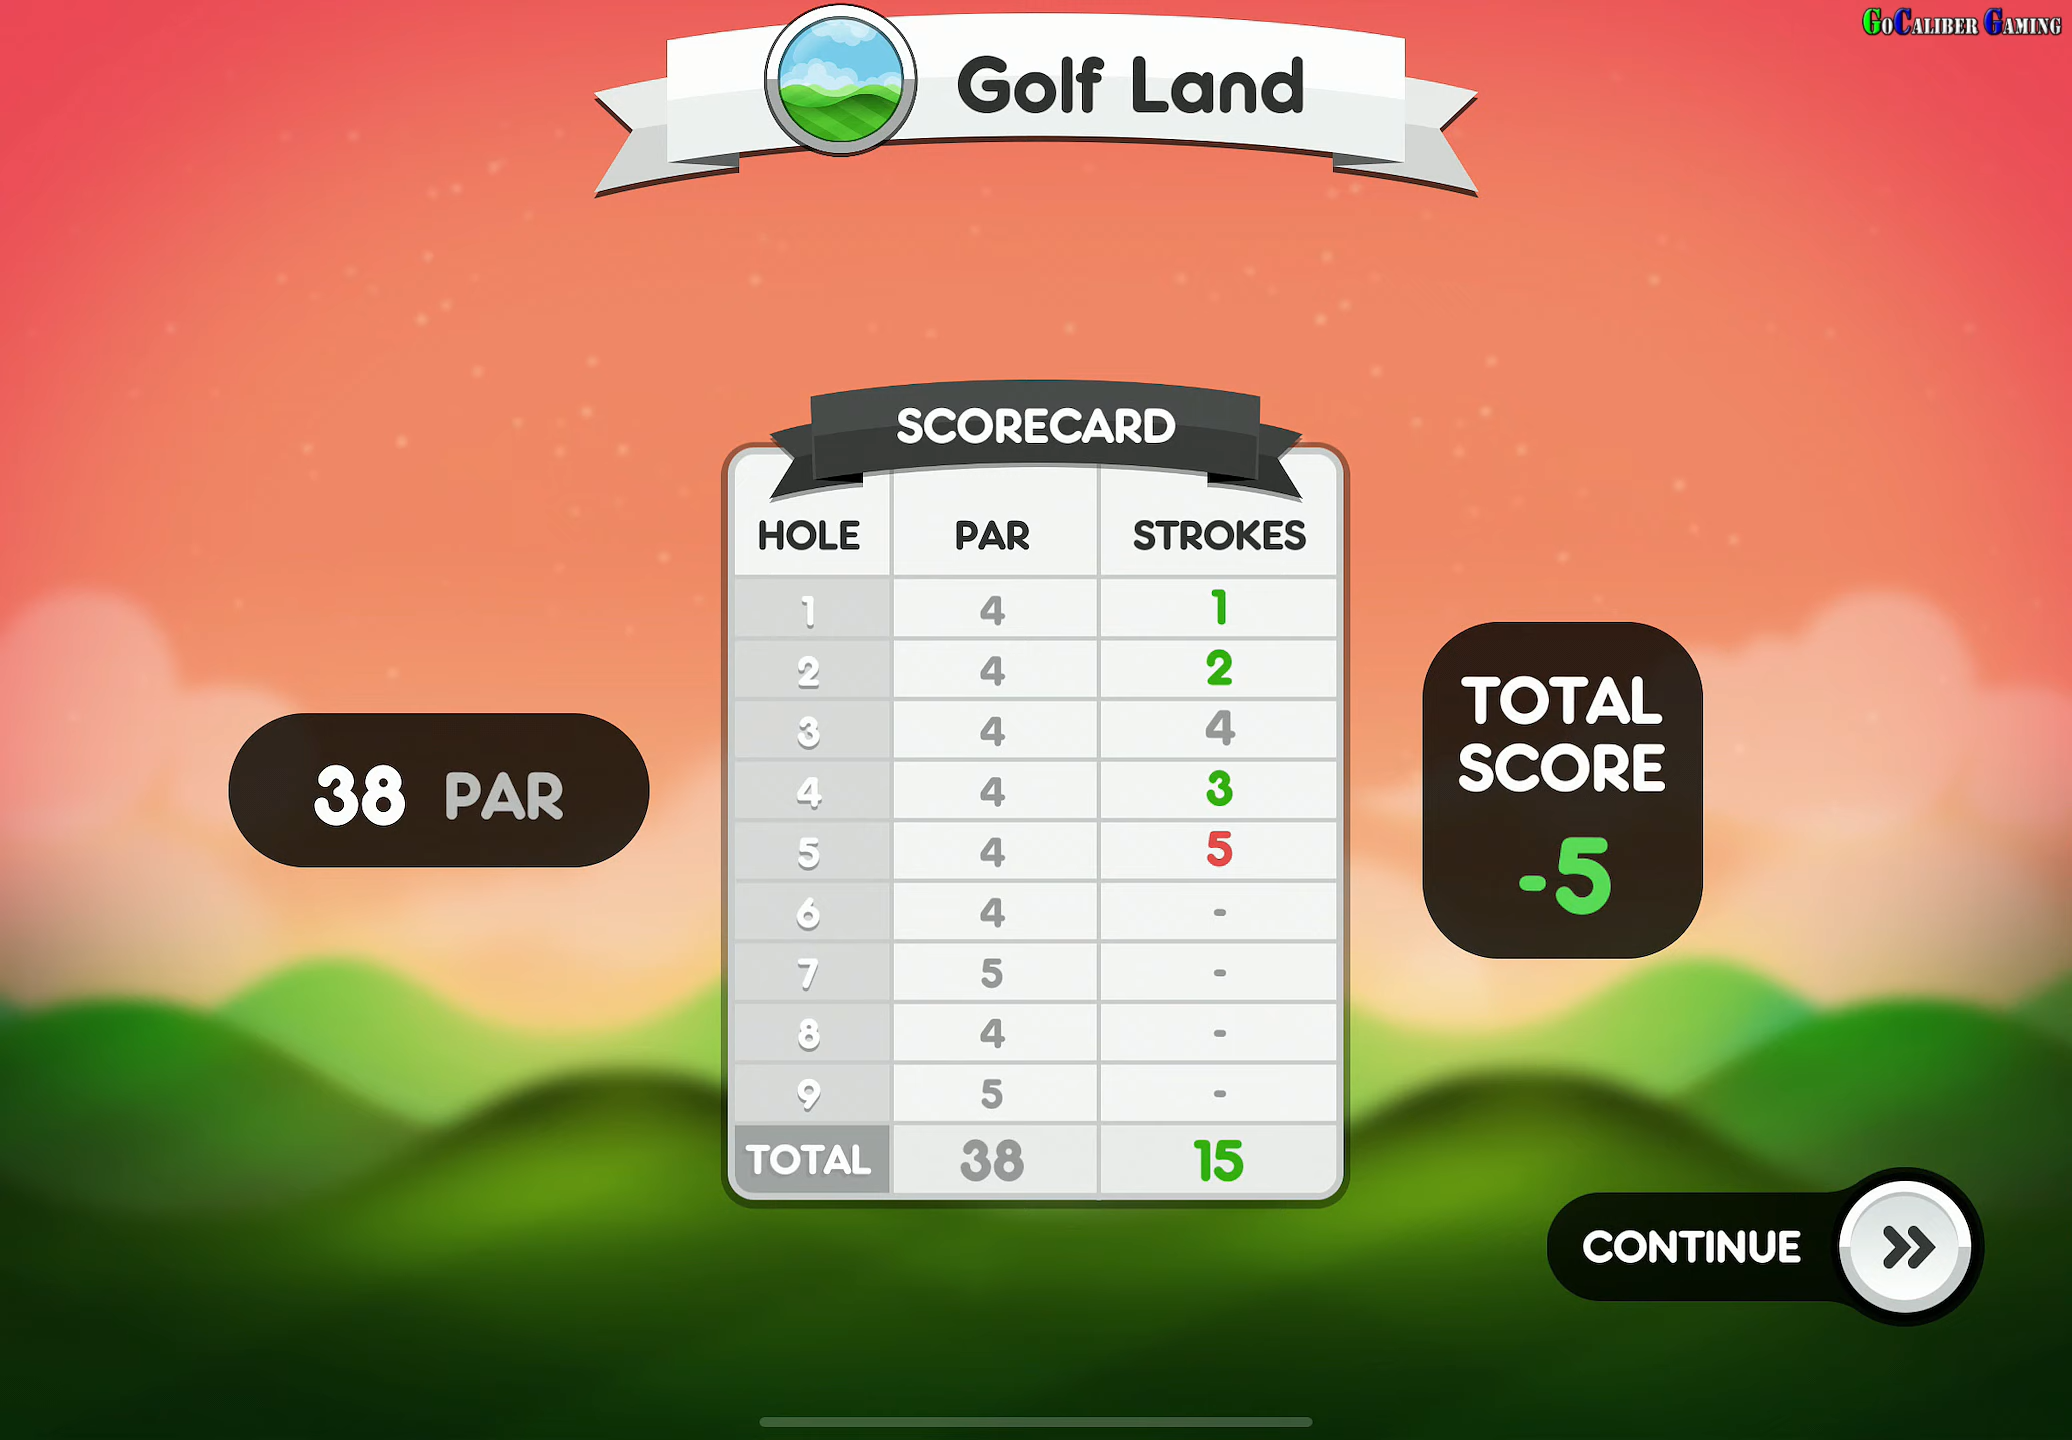 GoCaliber Gaming
Golf Land
SCORECARD
HOLE PAR STROKES
1 4 1
2 4 2
3 4 4
4 4 3
5 4 5
6 4 -
7 5 -
8 4 -
9 5 -
TOTAL 38 15
38 PAR
TOTAL
SCORE
-5
CONTINUE